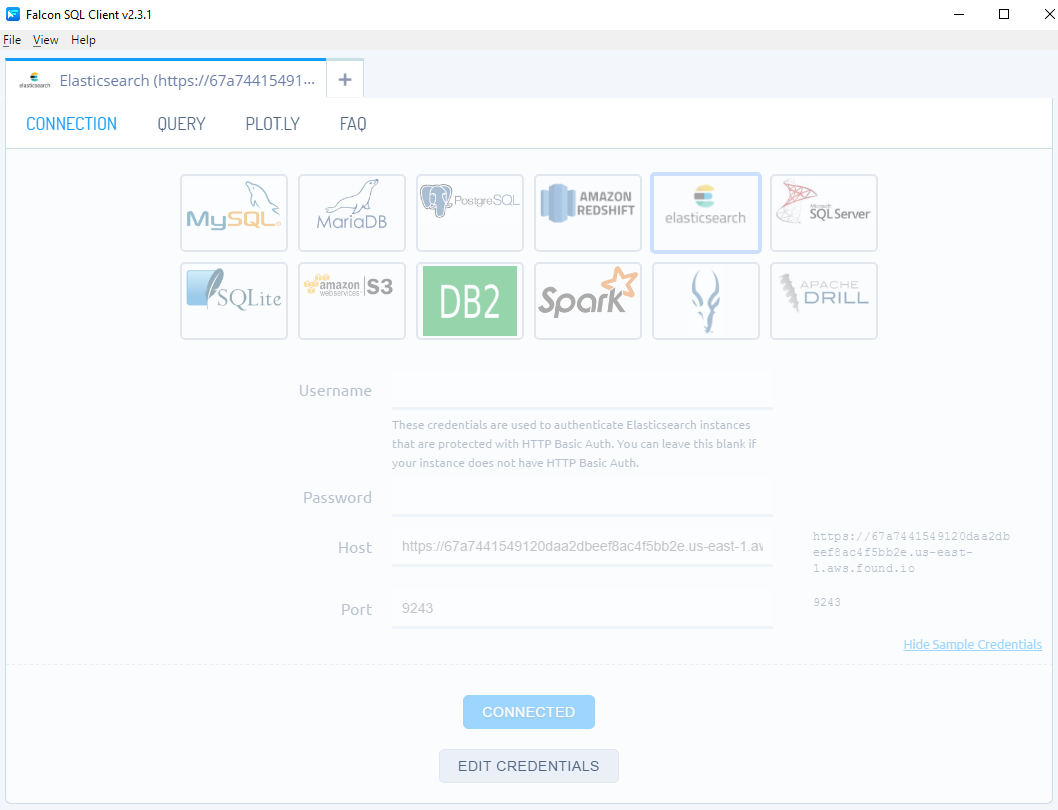 Falcon SQL Client v2.3.1
File View Help
elasticsearch Elasticsearch (https://67a74415491··· +
CONNECTION QUERY PLOT.LY FAQ
MySQL MariaDB PostgreSQL AMAZON REDSHIFT elasticsearch Microsoft SQL Server
SQLite amazon web services S3 DB2 Spark APACHE DRILL
Username
These credentials are used to authenticate Elasticsearch instances
that are protected with HTTP Basic Auth. You can leave this blank if
your instance does not have HTTP Basic Auth.
Password
Host https://67a7441549120daa2dbeef8ac4f5bb2e.us-east-1.av
https://67a7441549120daa2db
eef8ac4f5bb2e.us-east-
1.aws.found.io
Port 9243
9243
Hide Sample Credentials
CONNECTED
EDIT CREDENTIALS